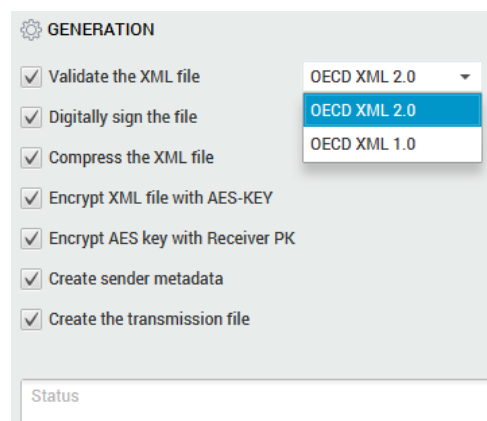 GENERATION
Validate the XML file OECD XML 2.0
OECD XML 2.0
Digitally sign the file
OECD XML 1.0
Compress the XML file
Encrypt XML file with AES-KEY
Encrypt AES key with Receiver PK
Create sender metadata
Create the transmission file
Status